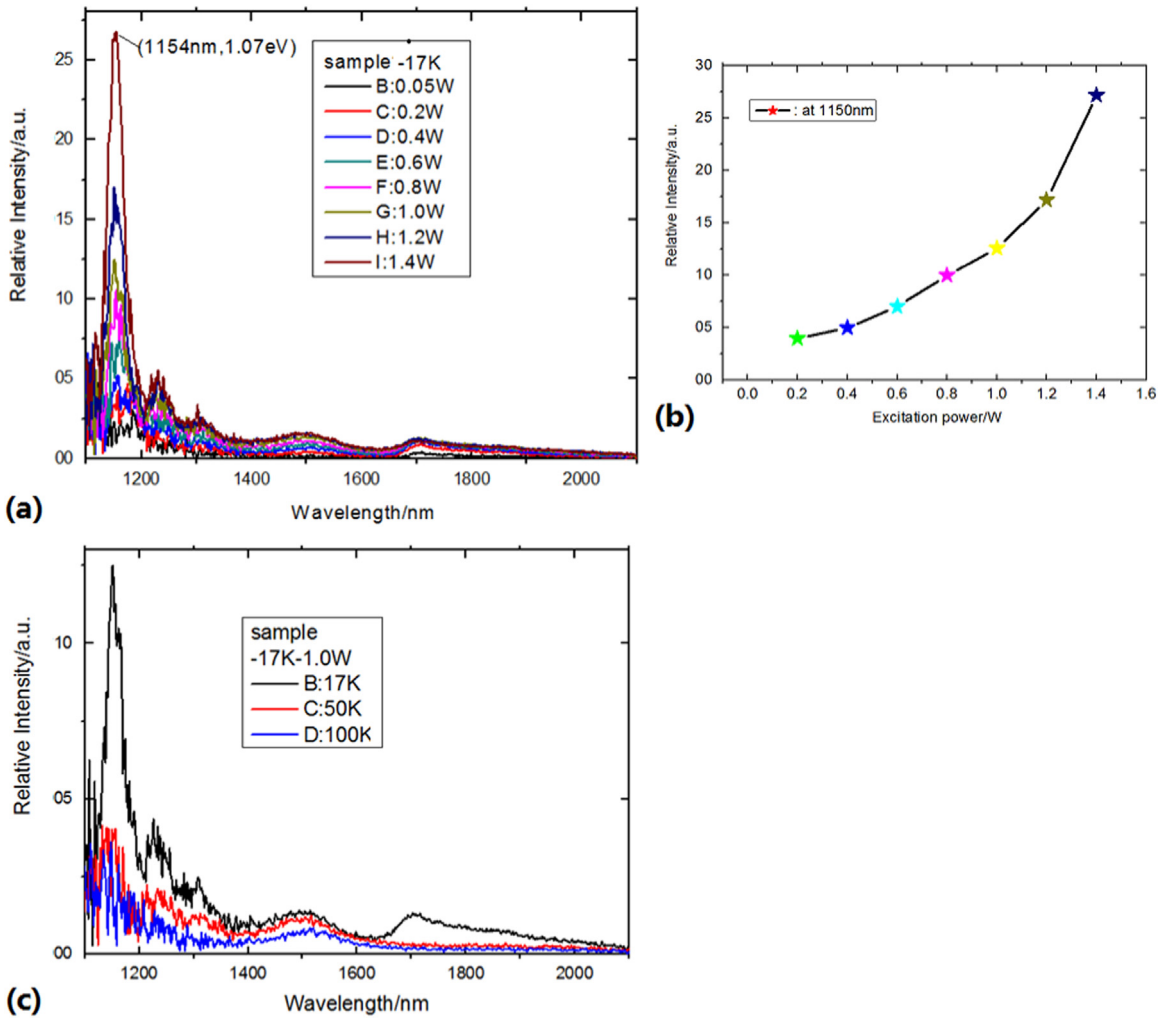 (1154nm,1.07eV)
sample -17K
B:0.05W
C:0.2W
D:0.4W
E:0.6W
F:0.8W
G:1.0W
H:1.2W
I:1.4W
25
20
15
10
05
00
Relative Intensity/a.u.
1200 1400 1600 1800 2000
Wavelength/nm
(a)
30
25
20
15
10
05
00
Relative Intensity/a.u.
: at 1150nm
0.0 0.2 0.4 0.6 0.8 1.0 1.2 1.4 1.6
Excitation power/W
(b)
10
05
00
Relative Intensity/a.u.
sample
-17K-1.0W
B:17K
C:50K
D:100K
1200 1400 1600 1800 2000
Wavelength/nm
(c)